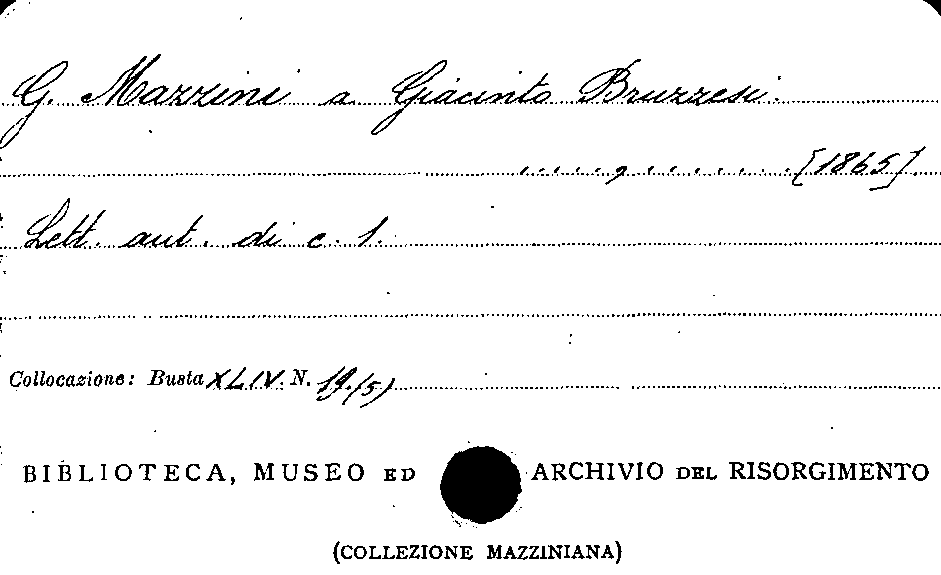 G. Mazzini a Giacinto Bruzzesi.
.....,......[1865]
Lett. aut. di c. 1.
Collocazione: Busta XLIV. N. 19.(5)
BIBLIOTECA, MUSEO ED ARCHIVIO DEL RISORGIMENTO
(COLLEZIONE MAZZINIANA)